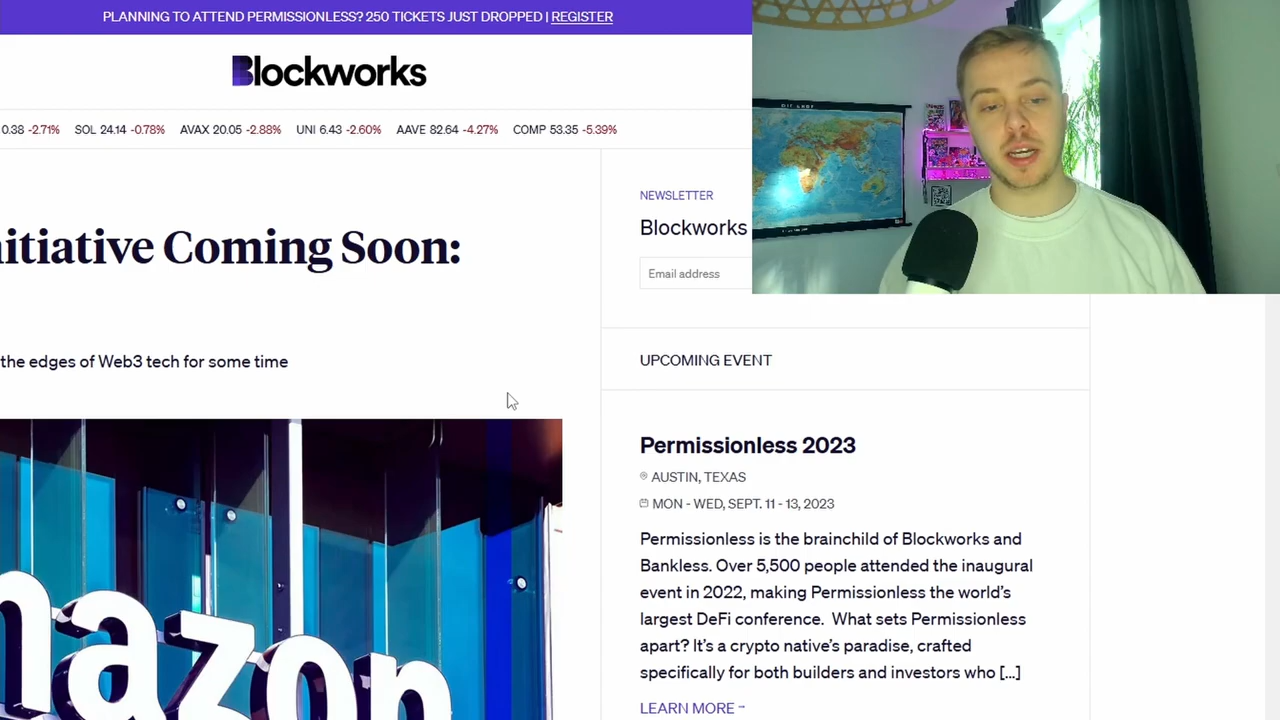 PLANNING TO ATTEND PERMISSIONLESS? 250 TICKETS JUST DROPPED | REGISTER
Blockworks
0.38 -2.71% SOL 24.14 -0.78% AVAX 20.05 -2.88% UNI 6.43 -2.60% AAVE 82.64 -4.27% COMP 53.35 -5.39%
nitiative Coming Soon:
the edges of Web3 tech for some time
mazon
NEWSLETTER
Blockworks
Email address
UPCOMING EVENT
Permissionless 2023
AUSTIN, TEXAS
MON - WED, SEPT. 11 - 13, 2023
Permissionless is the brainchild of Blockworks and
Bankless. Over 5,500 people attended the inaugural
event in 2022, making Permissionless the world's
largest DeFi conference. What sets Permissionless
apart? It's a crypto native's paradise, crafted
specifically for both builders and investors who [...]
LEARN MORE →